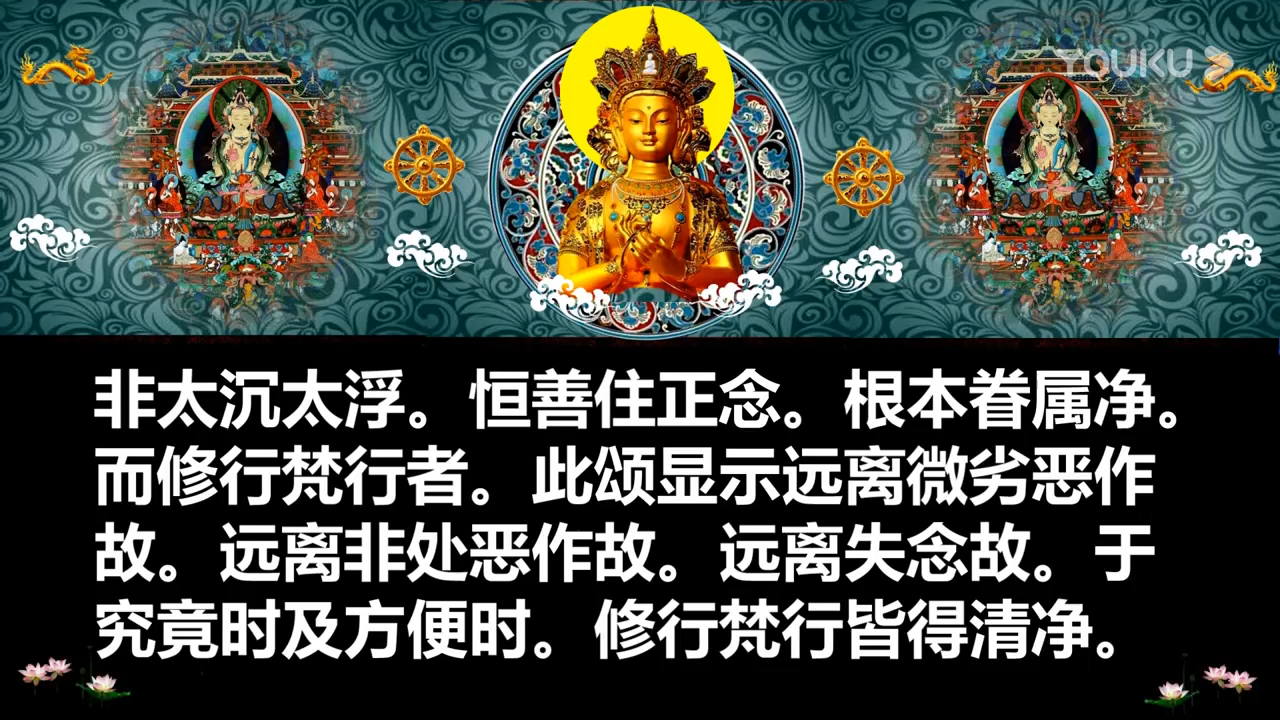 YOUKU
非太沉太浮。恒善住正念。根本眷属净。
而修行梵行者。此颂显示远离微劣恶作
故。远离非处恶作故。远离失念故。于
究竟时及方便时。修行梵行皆得清净。